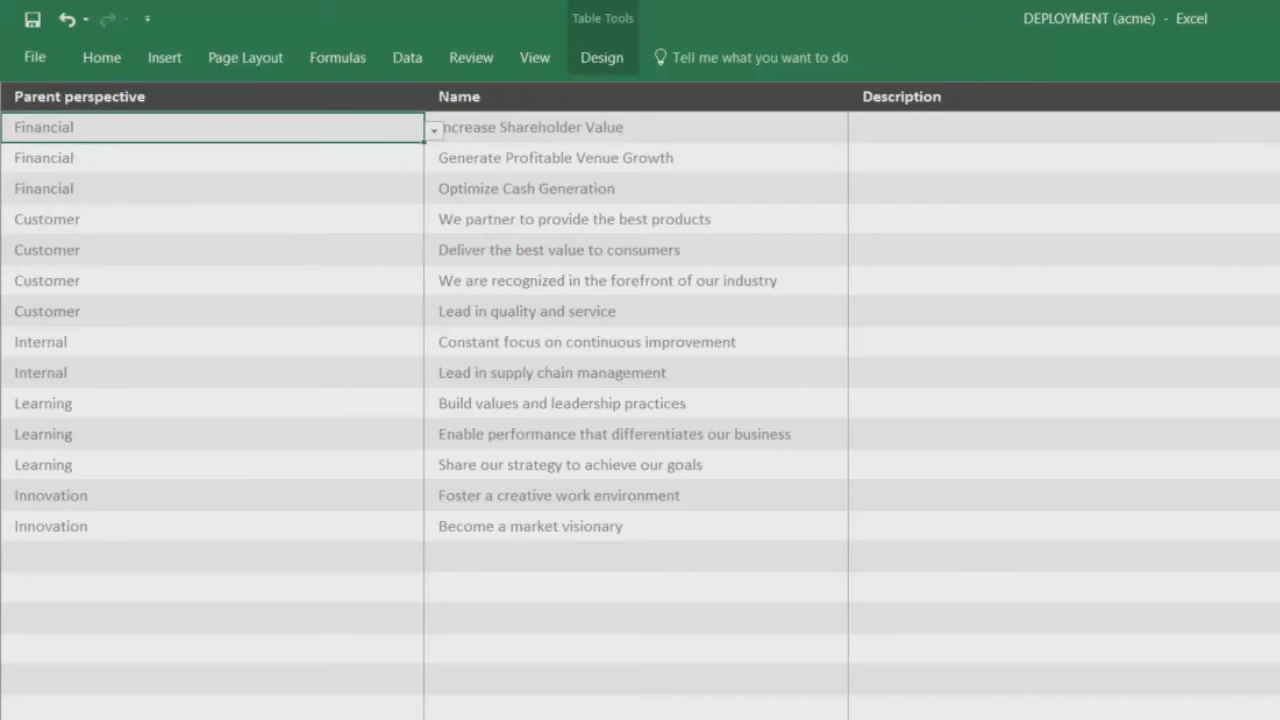 Table Tools
DEPLOYMENT (acme) - Excel
File Home Insert Page Layout Formulas Data Review View Design Tell me what you want to do
Parent perspective Name Description
Financial ncrease Shareholder Value
Financial Generate Profitable Venue Growth
Financial Optimize Cash Generation
Customer We partner to provide the best products
Customer Deliver the best value to consumers
Customer We are recognized in the forefront of our industry
Customer Lead in quality and service
Internal Constant focus on continuous improvement
Internal Lead in supply chain management
Learning Build values and leadership practices
Learning Enable performance that differentiates our business
Learning Share our strategy to achieve our goals
Innovation Foster a creative work environment
Innovation Become a market visionary